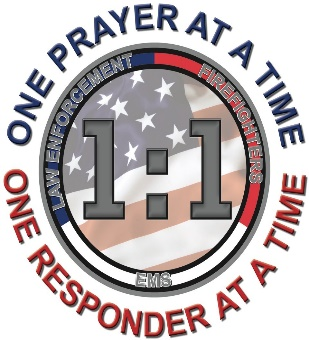 ONE PRAYER AT A TIME
LAW ENFORCEMENT
FIREFIGHTERS
1:1
EMS
ONE RESPONDER AT A TIME